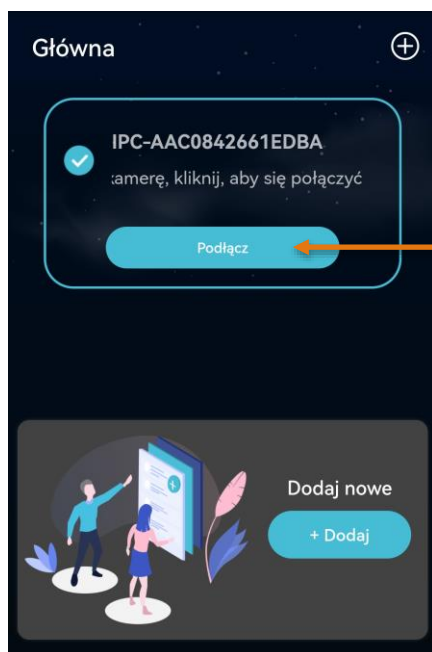 Główna
IPC-AAC0842661EDBA
amerę, kliknij, aby się połączyć
Podłącz
Dodaj nowe
+ Dodaj